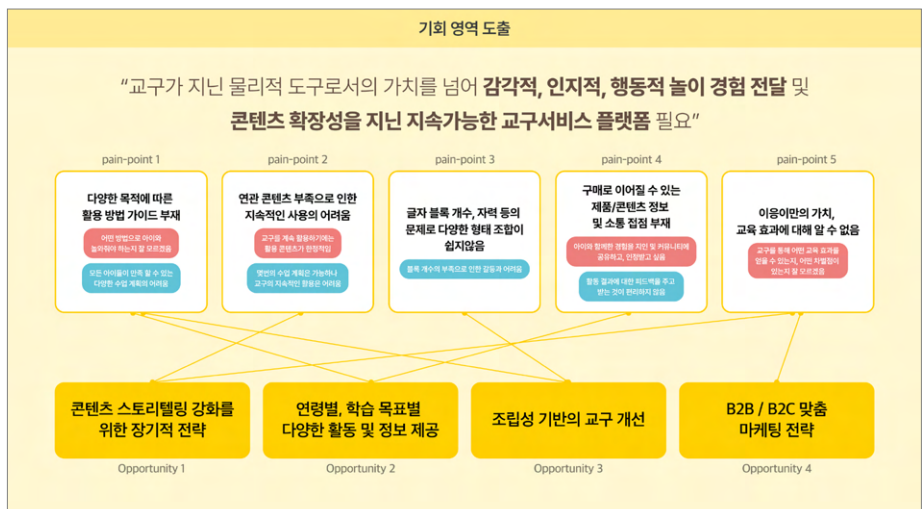 기회 영역 도출
“교구가 지닌 물리적 도구로서의 가치를 넘어 감각적, 인지적, 행동적 놀이 경험 전달 및
콘텐츠 확장성을 지닌 지속가능한 교구서비스 플랫폼 필요”
pain-point 1
다양한 목적에 따른
활용 방법 가이드 부재
어떤 방법으로 아이와
놀아줘야 하는지 잘 모르겠음
모든 아이들이 만족 할 수 있는
다양한 수업 계획의 어려움
pain-point 2
연관 콘텐츠 부족으로 인한
지속적인 사용의 어려움
교구를 계속 활용하기에는
활용 콘텐츠가 한정적임
몇번의 수업 계획은 가능하나
교구의 지속적인 활용은 어려움
pain-point 3
글자 블록 개수, 자력 등의
문제로 다양한 형태 조합이
쉽지않음
블록 개수의 부족으로 인한 갈등과 어려움
pain-point 4
구매로 이어질 수 있는
제품/콘텐츠 정보
및 소통 접점 부재
아이와 함께한 경험을 지인 및 커뮤니티에
공유하고, 인정받고 싶음
활동 결과에 대한 피드백을 주고
받는 것이 편리하지 않음
pain-point 5
이응이만의 가치,
교육 효과에 대해 알 수 없음
교구를 통해 어떤 교육 효과를
얻을 수 있는지, 어떤 차별점이
있는지 잘 모르겠음
콘텐츠 스토리텔링 강화를
위한 장기적 전략
Opportunity 1
연령별, 학습 목표별
다양한 활동 및 정보 제공
Opportunity 2
조립성 기반의 교구 개선
Opportunity 3
B2B / B2C 맞춤
마케팅 전략
Opportunity 4